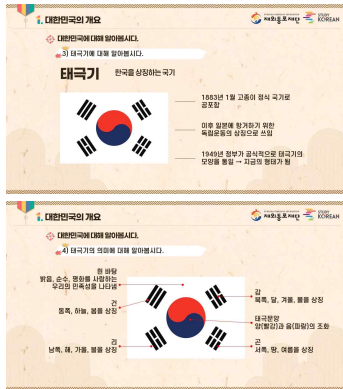 1. 대한민국의 개요
재외동포재단
STUDY KOREAN
대한민국에 대해 알아봅시다.
3) 태극기에 대해 알아봅시다.
태극기 한국을 상징하는 국기
1883년 1월 고종이 정식 국기로
공포함
이후 일본에 항거하기 위한
독립운동의 상징으로 쓰임
1949년 정부가 공식적으로 태극기의
모양을 통일 → 지금의 형태가 됨
1. 대한민국의 개요
재외동포재단
STUDY KOREAN
대한민국에 대해 알아봅시다.
4) 태극기의 의미에 대해 알아봅시다.
흰 바탕
밝음, 순수, 평화를 사랑하는
우리의 민족성을 나타냄
건
동쪽, 하늘, 봄을 상징
리
남쪽, 해, 가을, 불을 상징
감
북쪽, 달, 겨울, 물을 상징
태극문양
양(빨강)과 음(파랑)의 조화
곤
서쪽, 땅, 여름을 상징